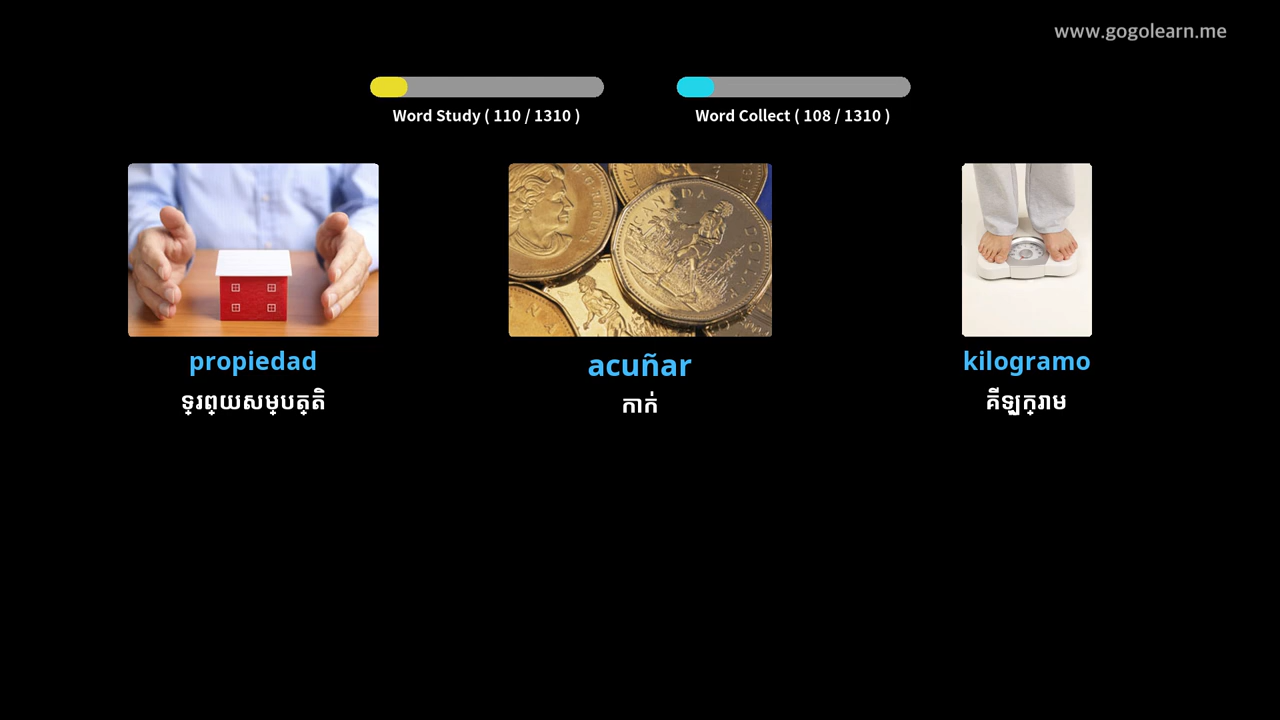 www.gogolearn.me
Word Study ( 110 / 1310 )
Word Collect ( 108 / 1310 )
propiedad
acuñar
kilogramo
ទ្រព្យសម្បត្តិ
កាក់
គីឡូក្រាម